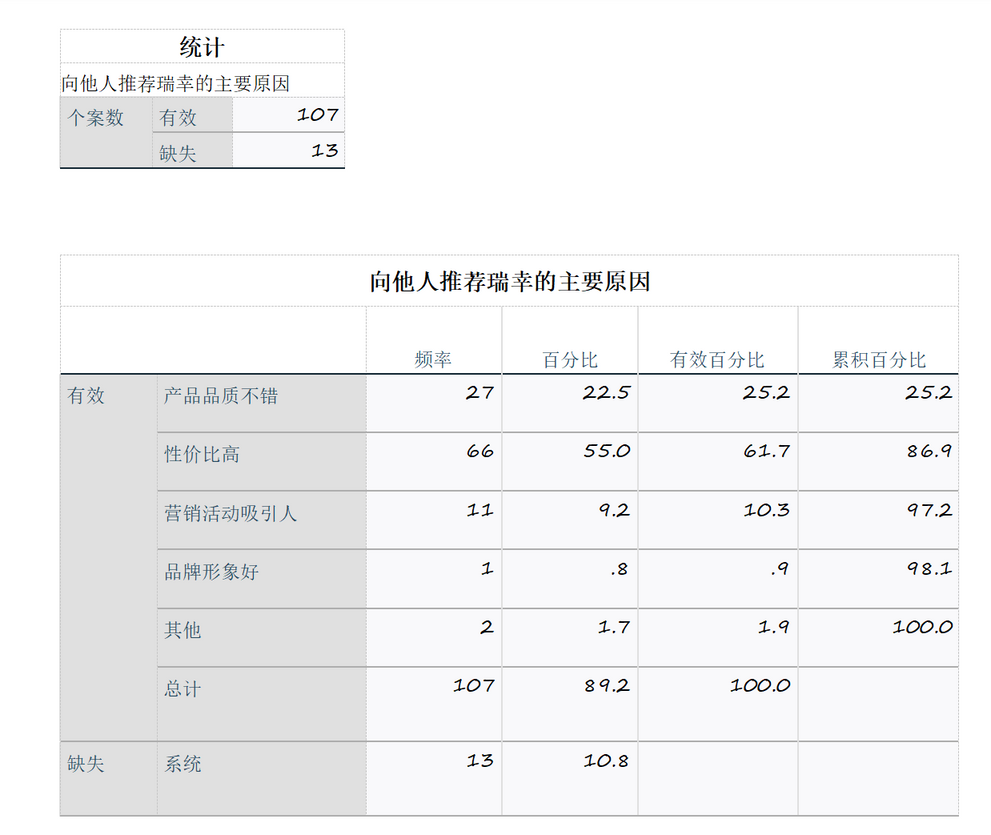 统计
向他人推荐瑞幸的主要原因
个案数 有效 107
缺失 13
向他人推荐瑞幸的主要原因
频率 百分比 有效百分比 累积百分比
有效 产品品质不错 27 22.5 25.2 25.2
性价比高 66 55.0 61.7 86.9
营销活动吸引人 11 9.2 10.3 97.2
品牌形象好 1 .8 .9 98.1
其他 2 1.7 1.9 100.0
总计 107 89.2 100.0
缺失 系统 13 10.8